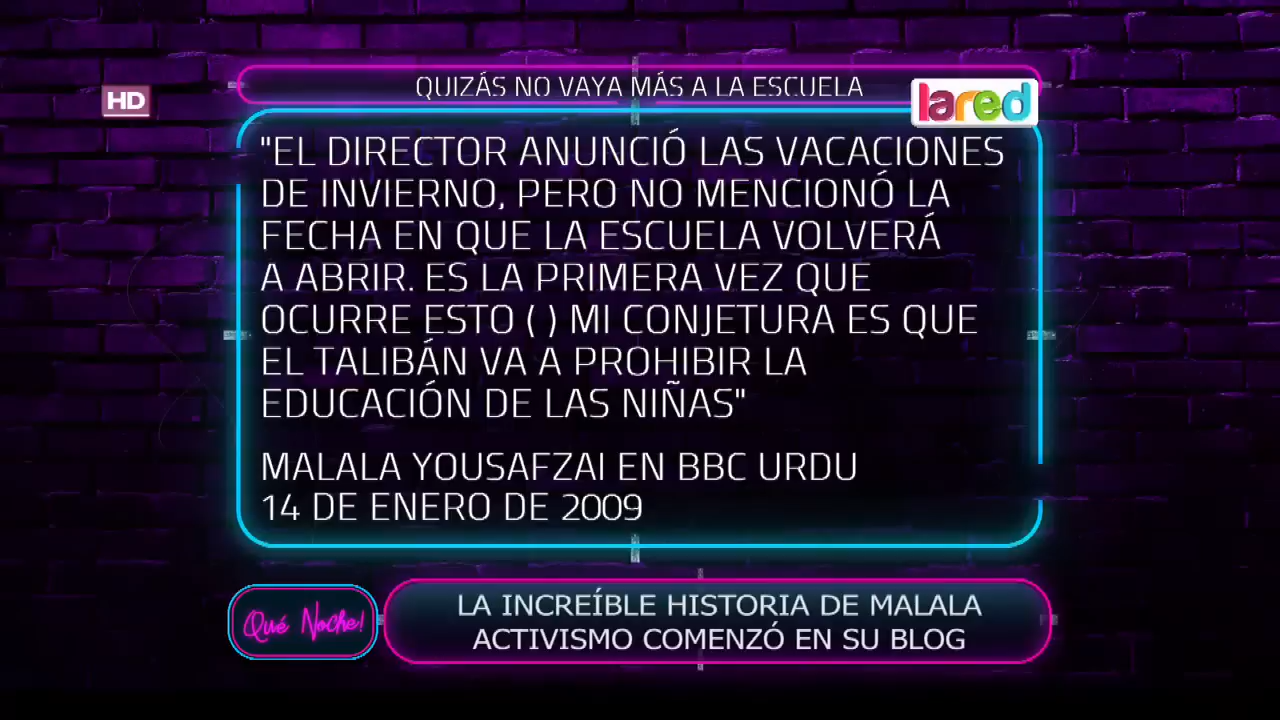 QUIZÁS NO VAYA MÁS A LA ESCUELA
HD
lared
"EL DIRECTOR ANUNCIÓ LAS VACACIONES
DE INVIERNO, PERO NO MENCIONÓ LA
FECHA EN QUE LA ESCUELA VOLVERÁ
A ABRIR. ES LA PRIMERA VEZ QUE
OCURRE ESTO ( ) MI CONJETURA ES QUE
EL TALIBÁN VA A PROHIBIR LA
EDUCACIÓN DE LAS NIÑAS"
MALALA YOUSAFZAI EN BBC URDU
14 DE ENERO DE 2009
Qué Noche!
LA INCREÍBLE HISTORIA DE MALALA
ACTIVISMO COMENZÓ EN SU BLOG